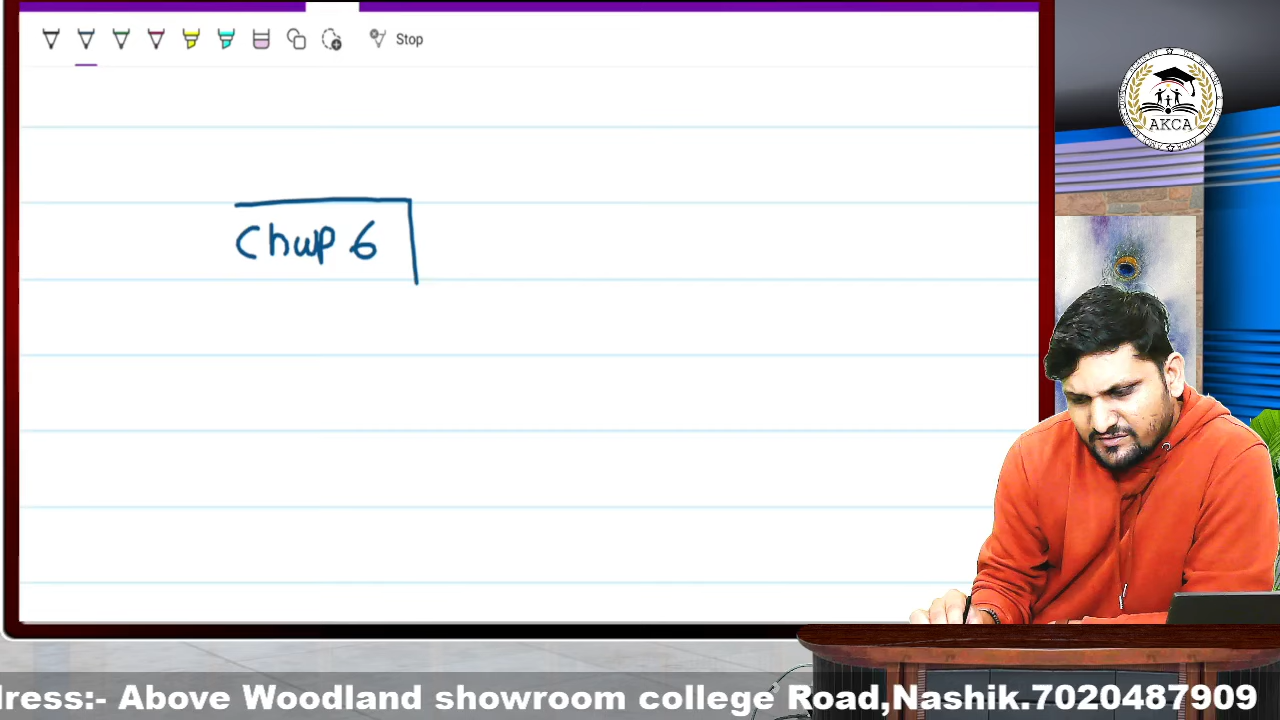 Stop
Chap 6
AKCA
dress:- Above Woodland showroom college Road,Nashik.7020487909